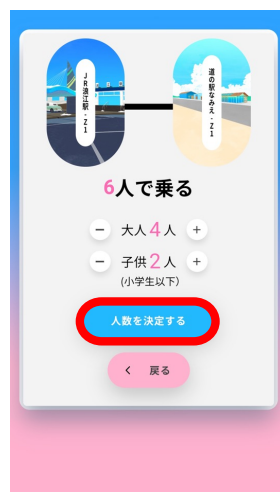 JR浪江駅-Z1
道の駅なみえ-Z1
6人で乗る
− 大人4人 +
− 子供2人 +
(小学生以下)
人数を決定する
< 戻る